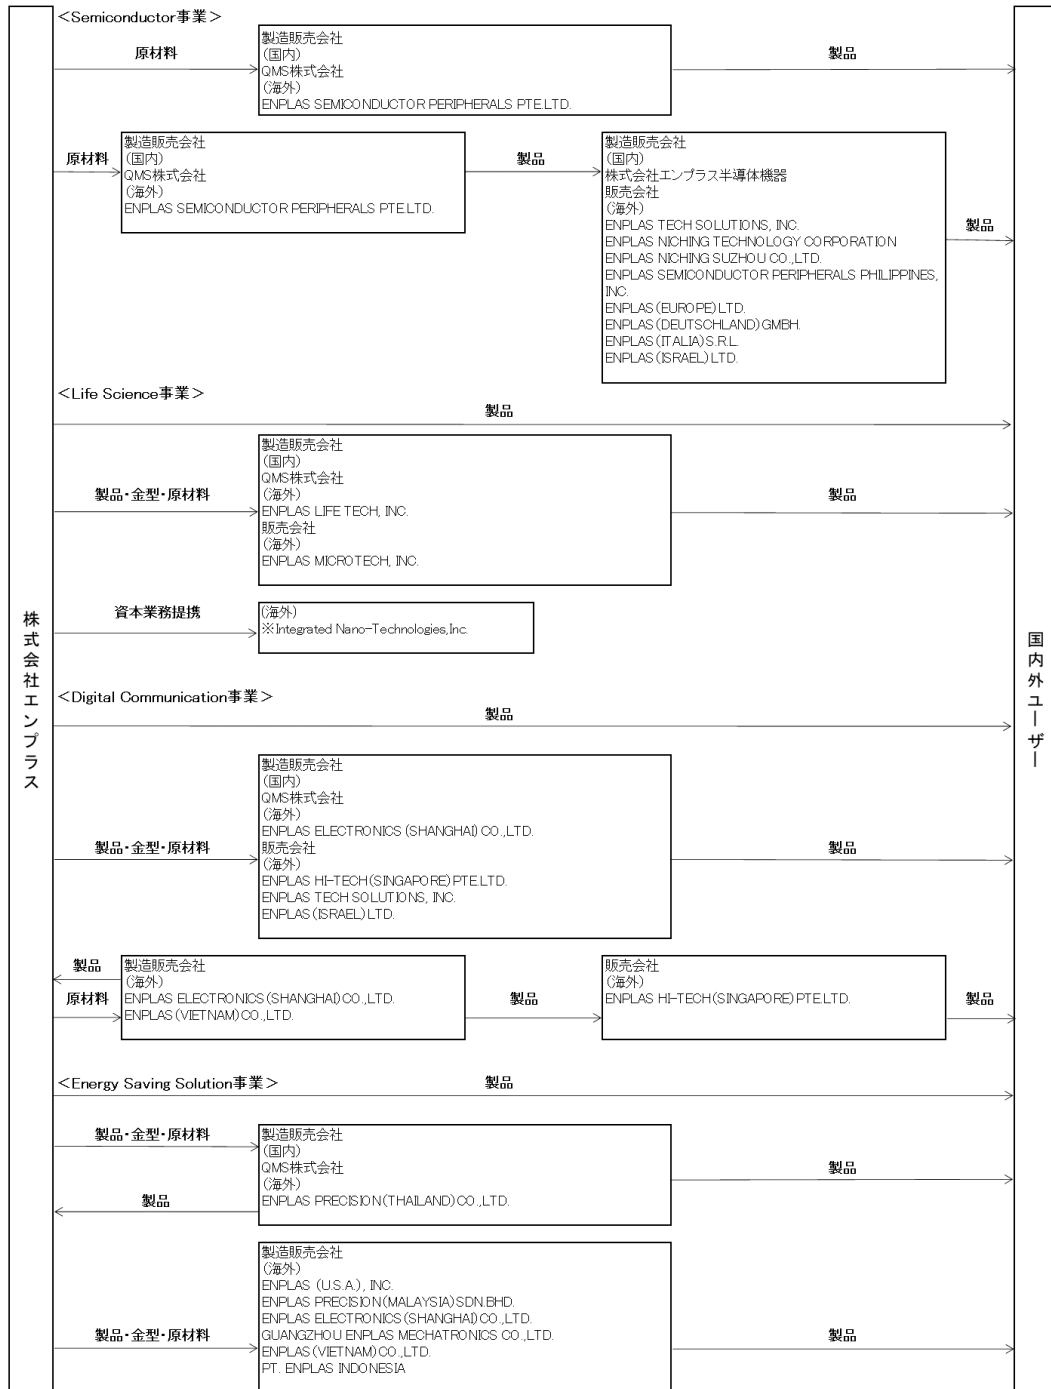 ＜Semiconductor事業＞
原材料
製造販売会社
(国内)
QMS株式会社
(海外)
ENPLAS SEMICONDUCTOR PERIPHERALS PTE.LTD.
製品
原材料
製造販売会社
(国内)
QMS株式会社
(海外)
ENPLAS SEMICONDUCTOR PERIPHERALS PTE.LTD.
製品
製造販売会社
(国内)
株式会社エンプラス半導体機器
販売会社
(海外)
ENPLAS TECH SOLUTIONS, INC.
ENPLAS NICHING TECHNOLOGY CORPORATION
ENPLAS NICHING SUZHOU CO.,LTD.
ENPLAS SEMICONDUCTOR PERIPHERALS PHILIPPINES,
INC.
ENPLAS(EUROPE)LTD.
ENPLAS(DEUTSCHLAND)GMBH.
ENPLAS(ITALIA)S.R.L.
ENPLAS(ISRAEL)LTD.
製品
＜Life Science事業＞
製品
製品・金型・原材料
製造販売会社
(国内)
QMS株式会社
(海外)
ENPLAS LIFE TECH, INC.
販売会社
(海外)
ENPLAS MICROTECH, INC.
製品
資本業務提携
(海外)
※Integrated Nano-Technologies,Inc.
株式会社エンプラス
国内外ユーザー
＜Digital Communication事業＞
製品
製品・金型・原材料
製造販売会社
(国内)
QMS株式会社
(海外)
ENPLAS ELECTRONICS(SHANGHAI)CO.,LTD.
販売会社
(海外)
ENPLAS HI-TECH(SINGAPORE)PTE.LTD.
ENPLAS TECH SOLUTIONS, INC.
ENPLAS(ISRAEL)LTD.
製品
製品
原材料
製造販売会社
(海外)
ENPLAS ELECTRONICS(SHANGHAI)CO.,LTD.
ENPLAS(VIETNAM)CO.,LTD.
製品
販売会社
(海外)
ENPLAS HI-TECH(SINGAPORE)PTE.LTD.
製品
＜Energy Saving Solution事業＞
製品
製品・金型・原材料
製品
製造販売会社
(国内)
QMS株式会社
(海外)
ENPLAS PRECISION(THAILAND)CO.,LTD.
製品
製品・金型・原材料
製造販売会社
(海外)
ENPLAS (U.S.A.), INC.
ENPLAS PRECISION(MALAYSIA)SDN.BHD.
ENPLAS ELECTRONICS(SHANGHAI)CO.,LTD.
GUANGZHOU ENPLAS MECHATRONICS CO.,LTD.
ENPLAS(VIETNAM)CO.,LTD.
PT. ENPLAS INDONESIA
製品